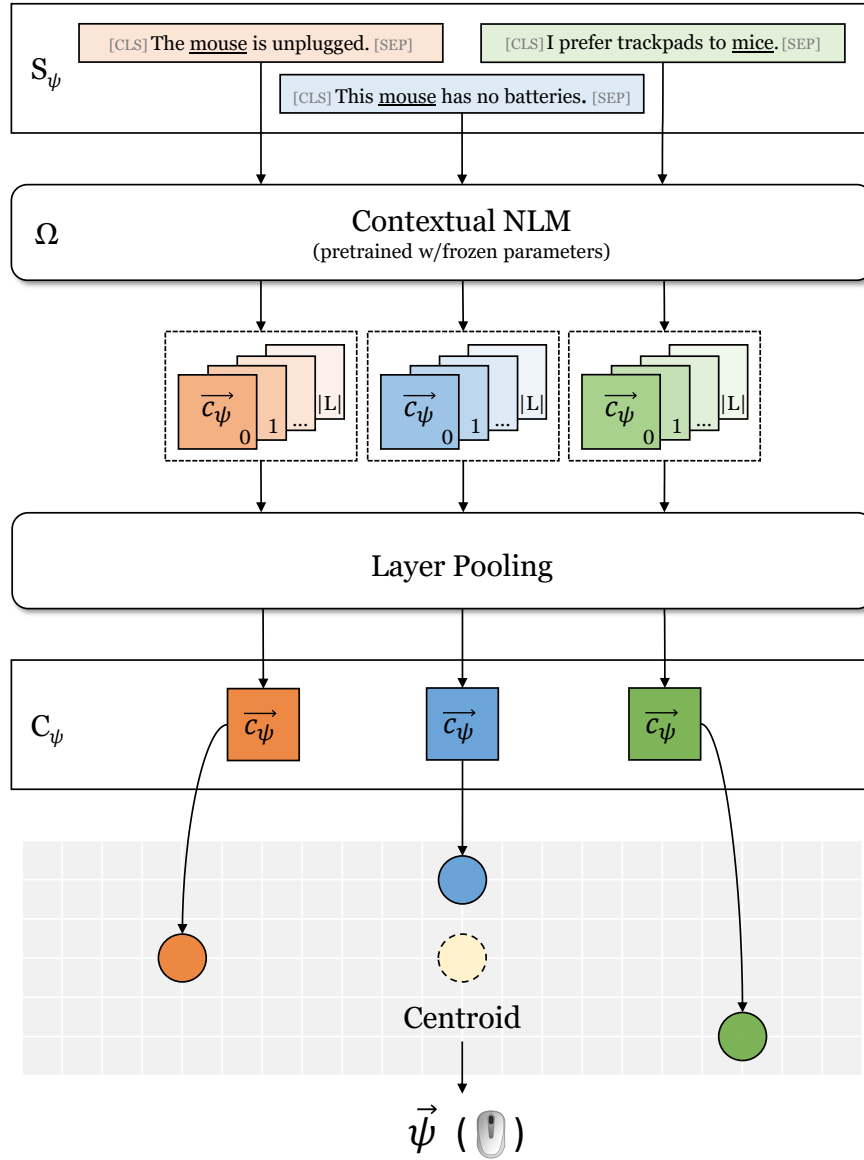 [CLS] The mouse is unplugged. [SEP]
[CLS] I prefer trackpads to mice. [SEP]
S_ψ
[CLS] This mouse has no batteries. [SEP]
Contextual NLM
Ω
(pretrained w/frozen parameters)
c_ψ 0 1 ... |L|
c_ψ 0 1 ... |L|
c_ψ 0 1 ... |L|
Layer Pooling
C_ψ
c_ψ
c_ψ
c_ψ
Centroid
ψ ( )